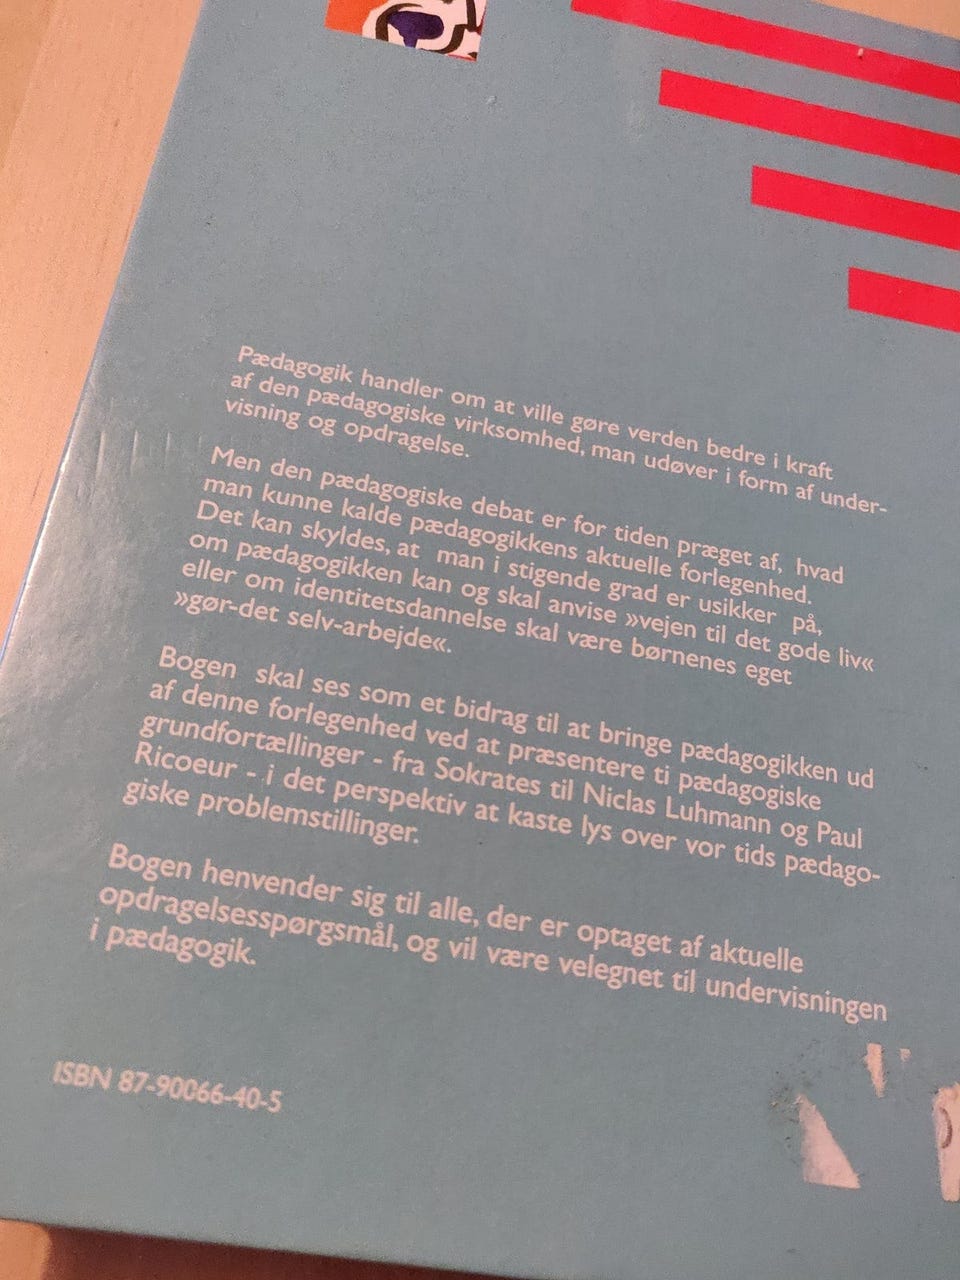 Pædagogik handler om at ville gøre verden bedre i kraft
af den pædagogiske virksomhed, man udøver i form af under-
visning og opdragelse.
Men den pædagogiske debat er for tiden præget af, hvad
man kunne kalde pædagogikkens aktuelle forlegenhed.
Det kan skyldes, at man i stigende grad er usikker på,
om pædagogikken kan og skal anvise »vejen til det gode liv«
eller om identitetsdannelse skal være børnenes eget
»gør-det selv-arbejde«.
Bogen skal ses som et bidrag til at bringe pædagogikken ud
af denne forlegenhed ved at præsentere ti pædagogiske
grundfortællinger - fra Sokrates til Niclas Luhmann og Paul
Ricoeur - i det perspektiv at kaste lys over vor tids pædago-
giske problemstillinger.
Bogen henvender sig til alle, der er optaget af aktuelle
opdragelsesspørgsmål, og vil være velegnet til undervisningen
i pædagogik.
ISBN 87-90066-40-5